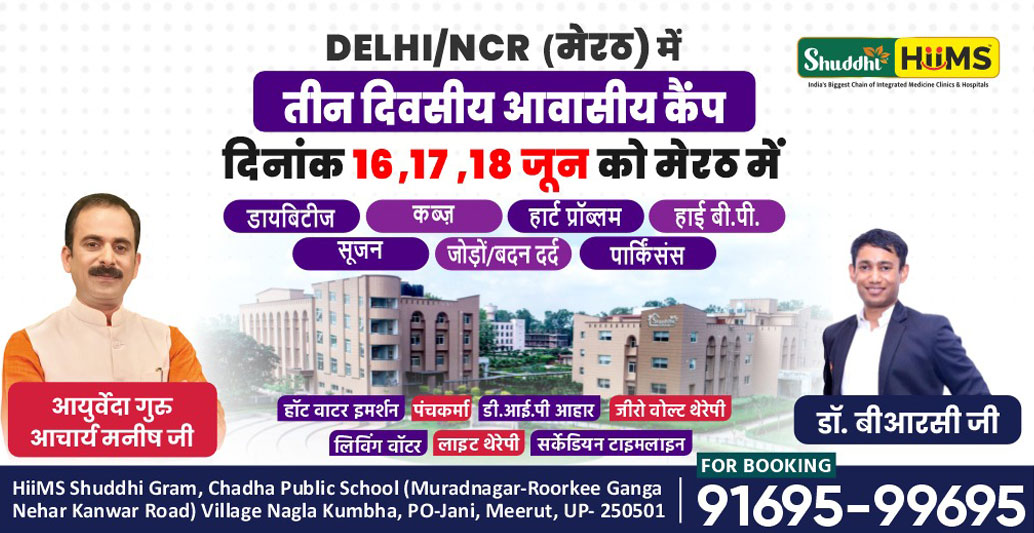 DELHI/NCR (मेरठ) में
Shuddhi HiiMS
India's Biggest Chain of Integrated Medicine Clinics & Hospitals
तीन दिवसीय आवासीय कैंप
दिनांक 16,17,18 जून को मेरठ में
डायबिटीज कब्ज़ हार्ट प्रॉब्लम हाई बी.पी.
सूजन जोड़ों/बदन दर्द पार्किंसंस
Shuddhi
आयुर्वेदा गुरु
आचार्य मनीष जी
हॉट वाटर इमर्शन पंचकर्मा डी.आई.पी आहार जीरो वोल्ट थेरेपी
लिविंग वॉटर लाइट थेरेपी सर्केडियन टाइमलाइन
डॉ. बीआरसी जी
HiiMS Shuddhi Gram, Chadha Public School (Muradnagar-Roorkee Ganga
Nehar Kanwar Road) Village Nagla Kumbha, PO-Jani, Meerut, UP- 250501
FOR BOOKING
91695-99695